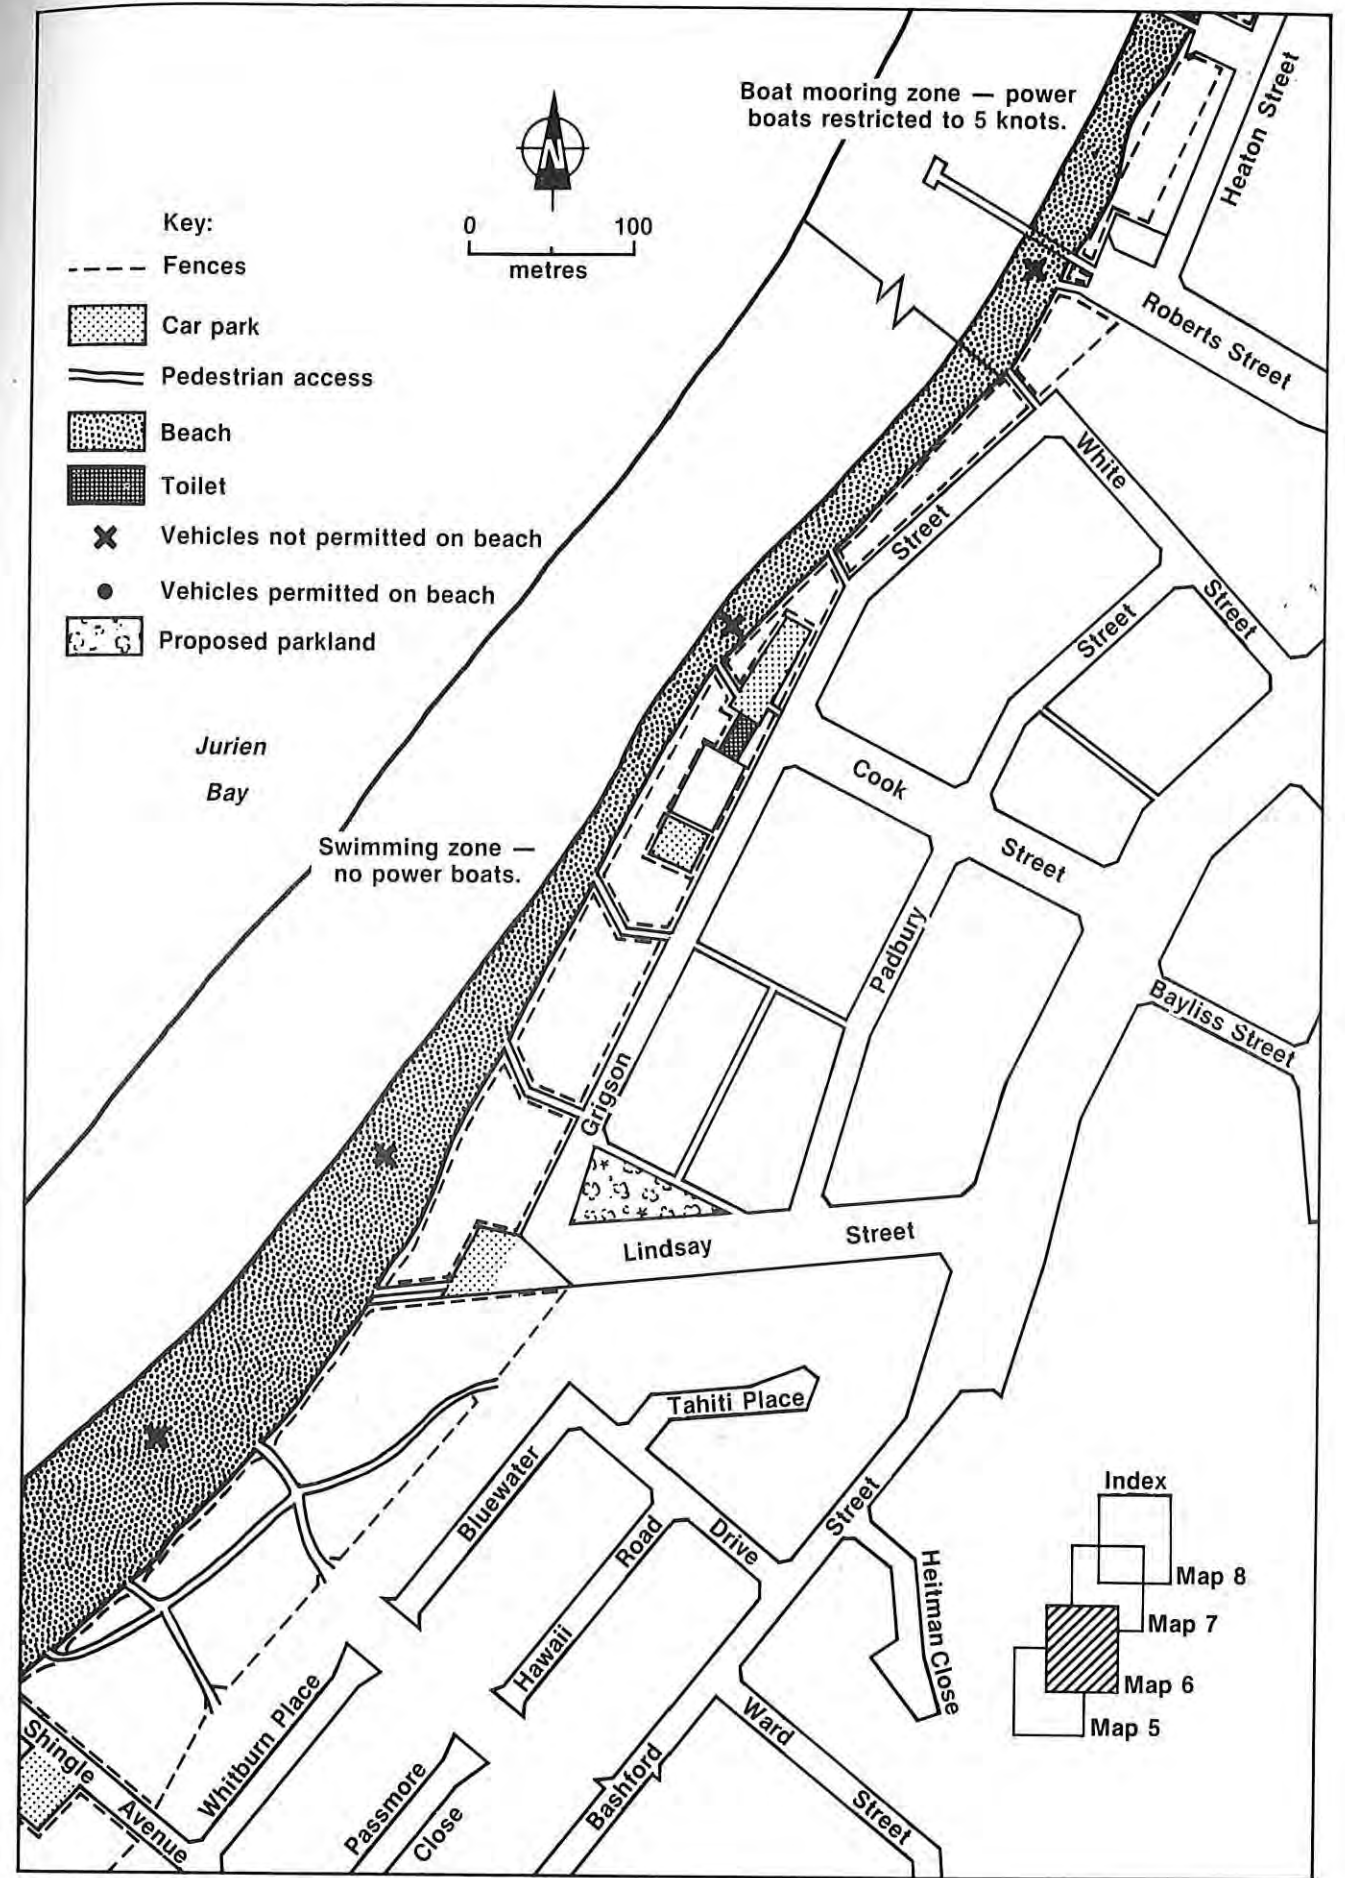 Boat mooring zone — power
boats restricted to 5 knots.
N
0 100
metres
Key:
Fences
Car park
Pedestrian access
Beach
Toilet
Vehicles not permitted on beach
Vehicles permitted on beach
Proposed parkland
Jurien
Bay
Swimming zone —
no power boats.
Heaton Street
Roberts Street
White
Street
Street
Street
Cook
Street
Padbury
Bayliss Street
Grigson
Lindsay
Street
Tahiti Place
Bluewater
Road
Drive
Street
Hawaii
Heitman Close
Whitburn Place
Shingle
Avenue
Passmore
Close
Bashford
Ward
Street
Index
Map 8
Map 7
Map 6
Map 5